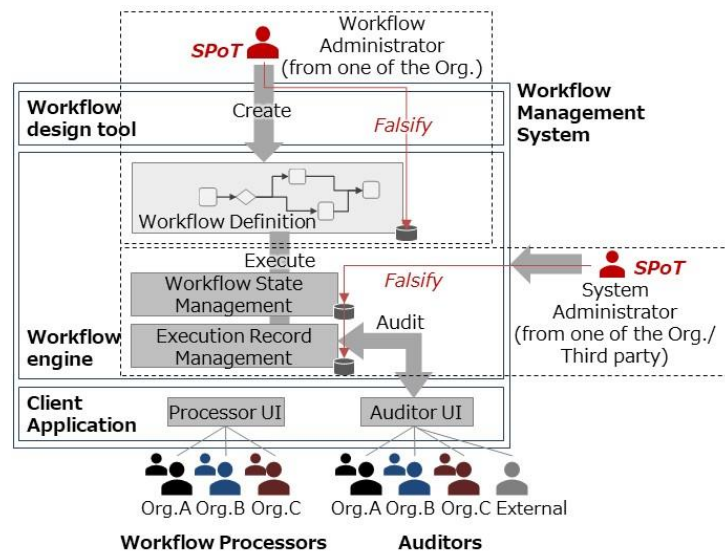 Workflow
Administrator
(from one of the Org.)
SPoT
Workflow
Management
System
Workflow
design tool
Create
Falsify
Workflow Definition
Execute
Workflow State
Management
Falsify
SPoT
System
Administrator
(from one of the Org./
Third party)
Execution Record
Management
Audit
Workflow
engine
Client
Application
Processor UI
Auditor UI
Org.A Org.B Org.C
Org.A Org.B Org.C External
Workflow Processors
Auditors